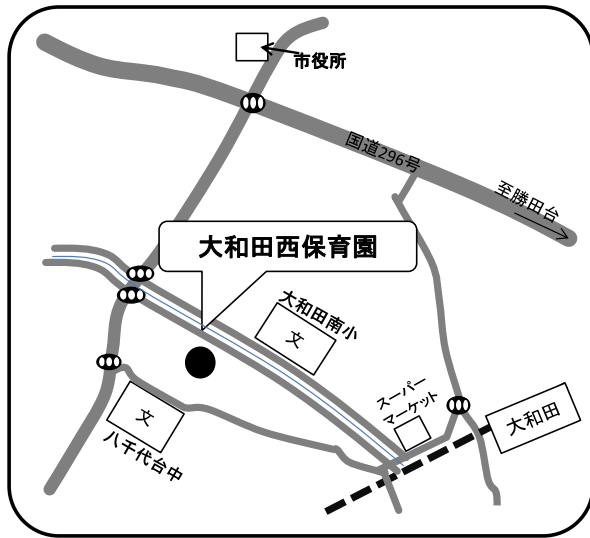 市役所
国道296号
至勝田台
大和田西保育園
大和田南小
文
スーパー
マーケット
大和田
文
八千代台中